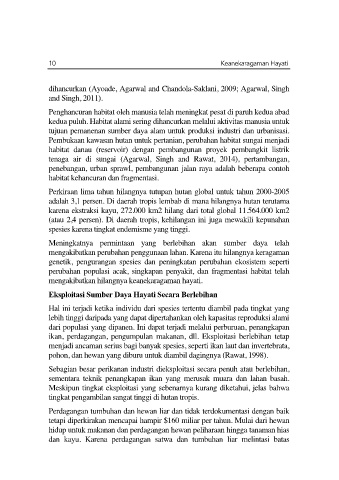 10 Keanekaragaman Hayati
dihancurkan (Ayoade, Agarwal and Chandola-Saklani, 2009; Agarwal, Singh
and Singh, 2011).
Penghancuran habitat oleh manusia telah meningkat pesat di paruh kedua abad
kedua puluh. Habitat alami sering dihancurkan melalui aktivitas manusia untuk
tujuan pemanenan sumber daya alam untuk produksi industri dan urbanisasi.
Pembukaan kawasan hutan untuk pertanian, perubahan habitat sungai menjadi
habitat danau (reservoir) dengan pembangunan proyek pembangkit listrik
tenaga air di sungai (Agarwal, Singh and Rawat, 2014), pertambangan,
penebangan, urban sprawl, pembangunan jalan raya adalah beberapa contoh
habitat kehancuran dan fragmentasi.
Perkiraan lima tahun hilangnya tutupan hutan global untuk tahun 2000-2005
adalah 3,1 persen. Di daerah tropis lembab di mana hilangnya hutan terutama
karena ekstraksi kayu, 272.000 km2 hilang dari total global 11.564.000 km2
(atau 2,4 persen). Di daerah tropis, kehilangan ini juga mewakili kepunahan
spesies karena tingkat endemisme yang tinggi.
Meningkatnya permintaan yang berlebihan akan sumber daya telah
mengakibatkan perubahan penggunaan lahan. Karena itu hilangnya keragaman
genetik, pengurangan spesies dan peningkatan perubahan ekosistem seperti
perubahan populasi acak, singkapan penyakit, dan fragmentasi habitat telah
mengakibatkan hilangnya keanekaragaman hayati.
Eksploitasi Sumber Daya Hayati Secara Berlebihan
Hal ini terjadi ketika individu dari spesies tertentu diambil pada tingkat yang
lebih tinggi daripada yang dapat dipertahankan oleh kapasitas reproduksi alami
dari populasi yang dipanen. Ini dapat terjadi melalui perburuan, penangkapan
ikan, perdagangan, pengumpulan makanan, dll. Eksploitasi berlebihan tetap
menjadi ancaman serius bagi banyak spesies, seperti ikan laut dan invertebrata,
pohon, dan hewan yang diburu untuk diambil dagingnya (Rawat, 1998).
Sebagian besar perikanan industri dieksploitasi secara penuh atau berlebihan,
sementara teknik penangkapan ikan yang merusak muara dan lahan basah.
Meskipun tingkat eksploitasi yang sebenarnya kurang diketahui, jelas bahwa
tingkat pengambilan sangat tinggi di hutan tropis.
Perdagangan tumbuhan dan hewan liar dan tidak terdokumentasi dengan baik
tetapi diperkirakan mencapai hampir $160 miliar per tahun. Mulai dari hewan
hidup untuk makanan dan perdagangan hewan peliharaan hingga tanaman hias
dan kayu. Karena perdagangan satwa dan tumbuhan liar melintasi batas